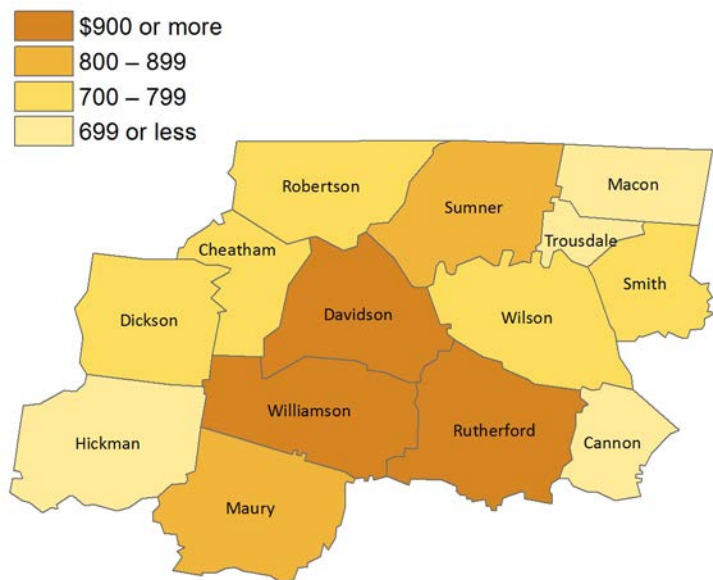 $900 or more
800 – 899
700 – 799
699 or less
Robertson
Sumner
Macon
Trousdale
Cheatham
Smith
Dickson
Davidson
Wilson
Williamson
Rutherford
Hickman
Cannon
Maury